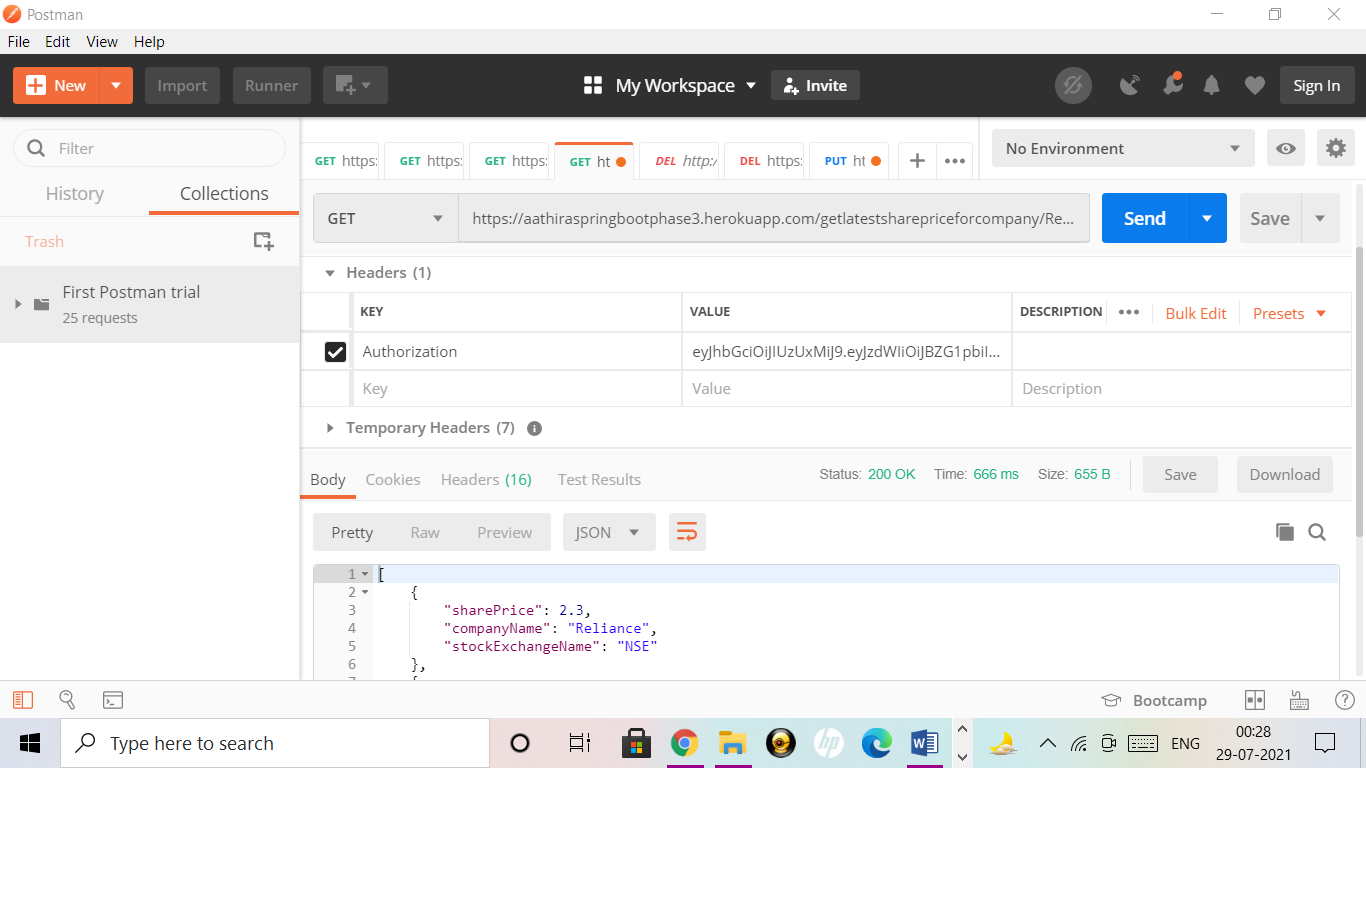 Postman
File Edit View Help
New Import Runner My Workspace Invite Sign In
Filter
History Collections
Trash
First Postman trial
25 requests
GET https: GET https: GET https: GET ht DEL http:/ DEL https: PUT ht + •••
No Environment
GET https://aathiraspringbootphase3.herokuapp.com/getlatestsharepriceforcompany/Re...
Send Save
Headers (1)
KEY VALUE DESCRIPTION ••• Bulk Edit Presets
Authorization eyJhbGciOiJIUzUxMiJ9.eyJzdWIiOiJBZG1pbiI...
Key Value Description
Temporary Headers (7)
Body Cookies Headers (16) Test Results Status: 200 OK Time: 666 ms Size: 655 B Save Download
Pretty Raw Preview JSON
1 [
2 {
3 "sharePrice": 2.3,
4 "companyName": "Reliance",
5 "stockExchangeName": "NSE"
6 },
Bootcamp
Type here to search
hp
ENG
00:28
29-07-2021